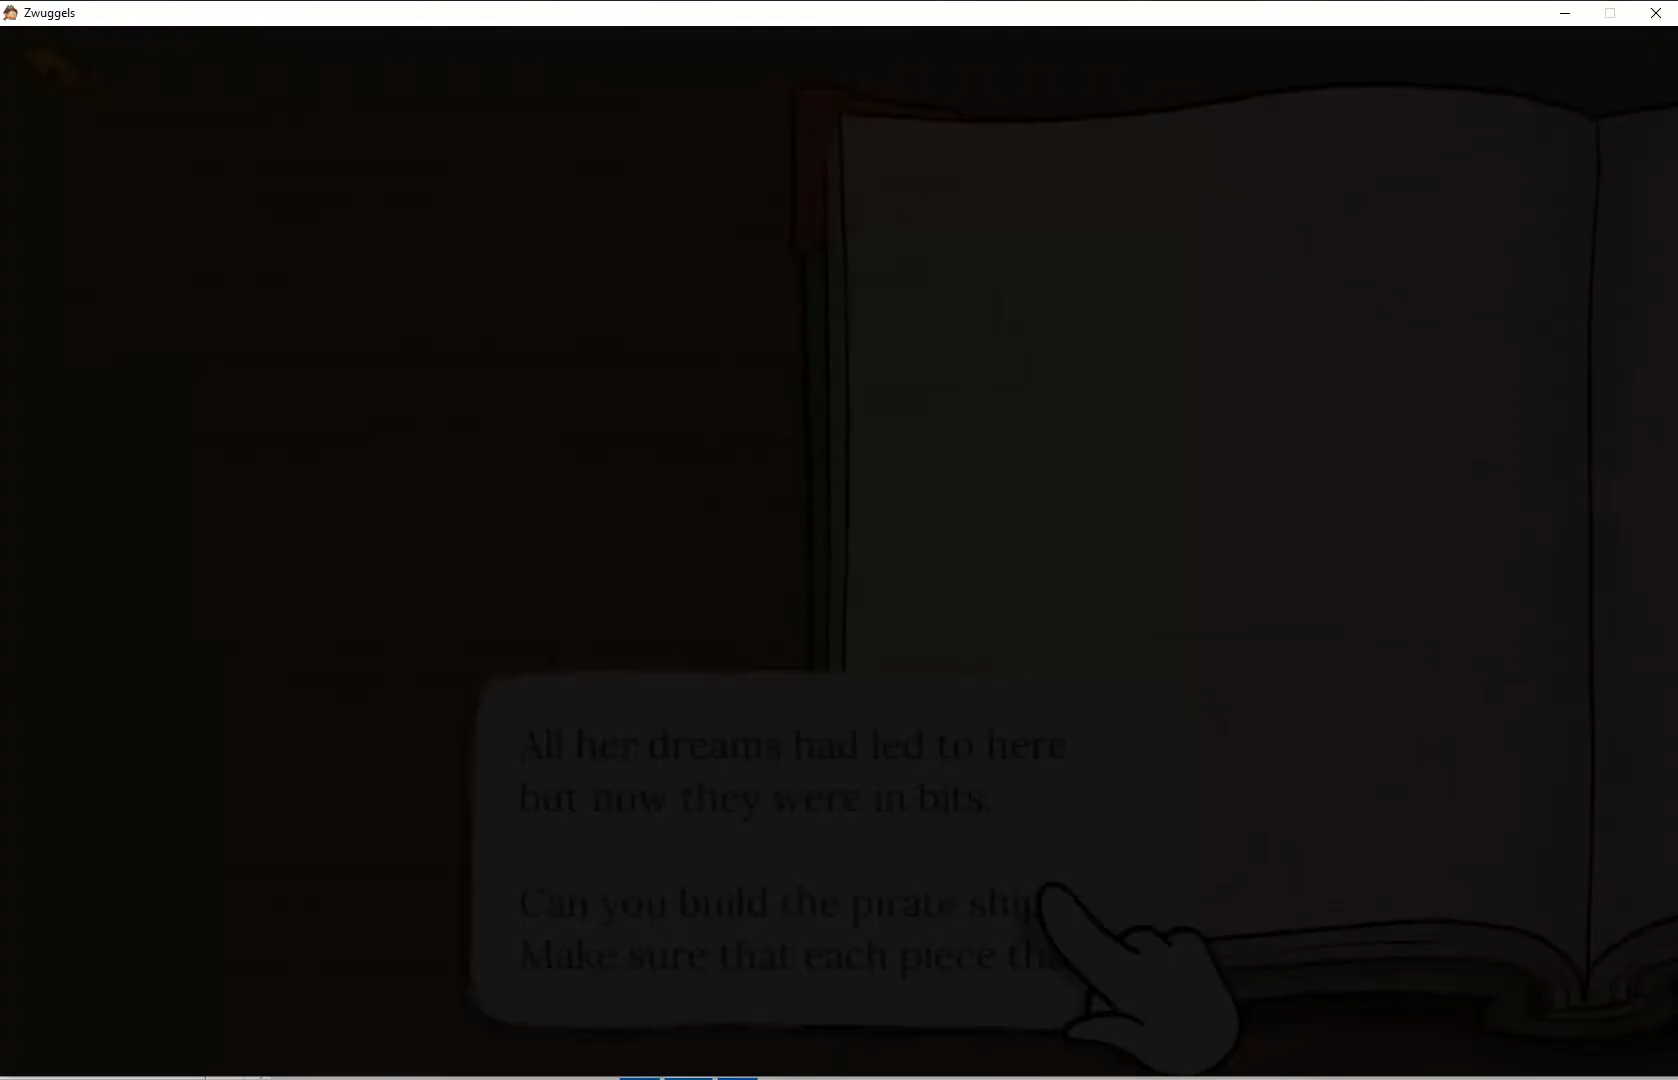 Zwuggels
All her dreams had led to here
but now they were in bits.
Can you build the pirate
Make sure that each piece